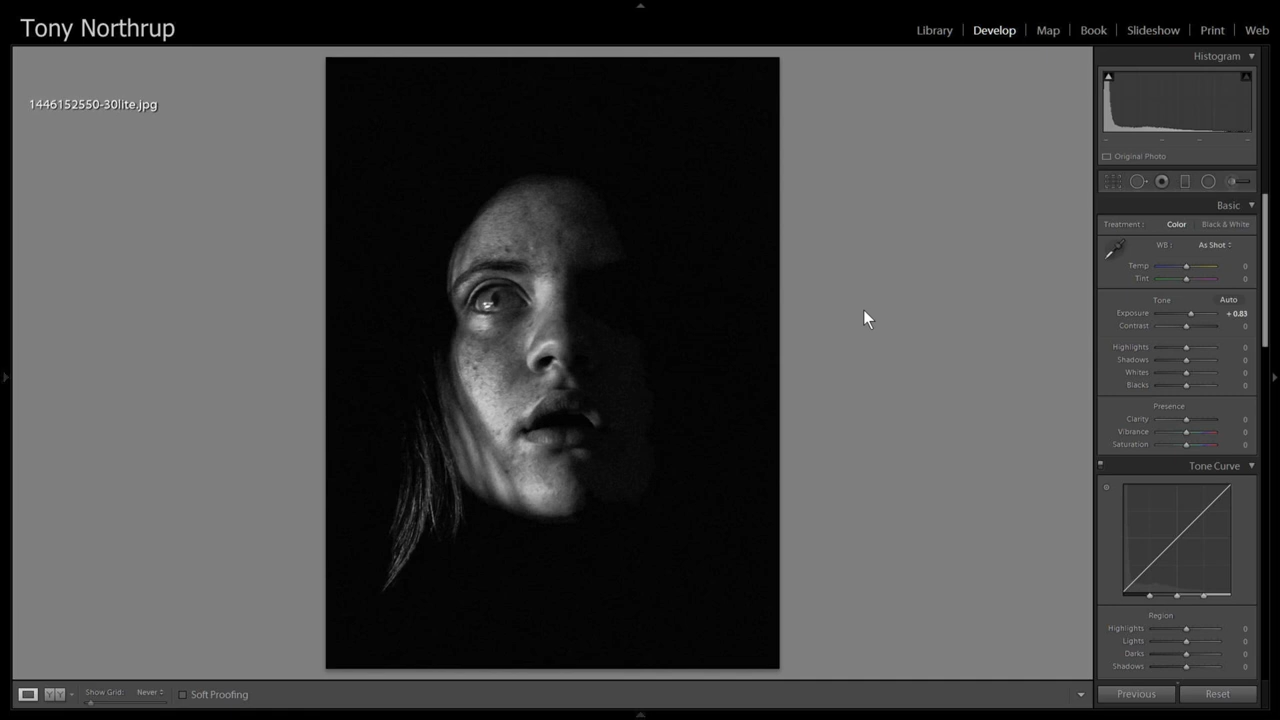 Tony Northrup
Library Develop Map Book Slideshow Print Web
Histogram
1446152550-30lite.jpg
Original Photo
Basic
Treatment : Color Black & White
WB : As Shot
Temp 0
Tint 0
Tone Auto
Exposure + 0.83
Contrast 0
Highlights 0
Shadows 0
Whites 0
Blacks 0
Presence
Clarity 0
Vibrance 0
Saturation 0
Tone Curve
Region
Highlights 0
Lights 0
Darks 0
Shadows 0
YY Show Grid: Never Soft Proofing Previous Reset